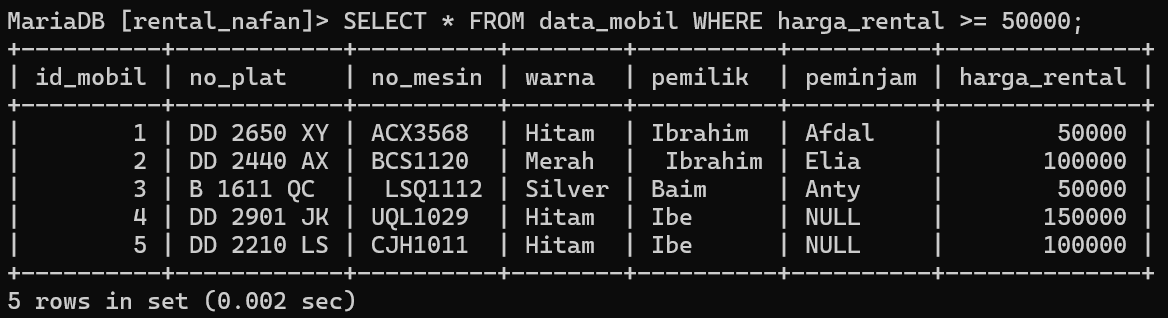 MariaDB [rental_nafan]> SELECT * FROM data_mobil WHERE harga_rental >= 50000;
+----------+------------+----------+--------+----------+----------+--------------+
| id_mobil | no_plat    | no_mesin | warna  | pemilik  | peminjam | harga_rental |
+----------+------------+----------+--------+----------+----------+--------------+
|        1 | DD 2650 XY | ACX3568  | Hitam  | Ibrahim  | Afdal    |        50000 |
|        2 | DD 2440 AX | BCS1120  | Merah  |  Ibrahim | Elia     |       100000 |
|        3 | B 1611 QC  |  LSQ1112 | Silver | Baim     | Anty     |        50000 |
|        4 | DD 2901 JK | UQL1029  | Hitam  | Ibe      | NULL     |       150000 |
|        5 | DD 2210 LS | CJH1011  | Hitam  | Ibe      | NULL     |       100000 |
+----------+------------+----------+--------+----------+----------+--------------+
5 rows in set (0.002 sec)